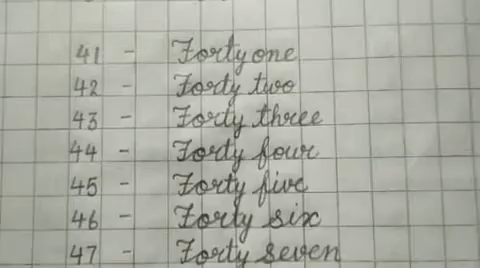 41 - Forty one
42 - Forty two
43 - Forty three
44 - Forty four
45 - Forty five
46 - Forty six
47 - Forty seven